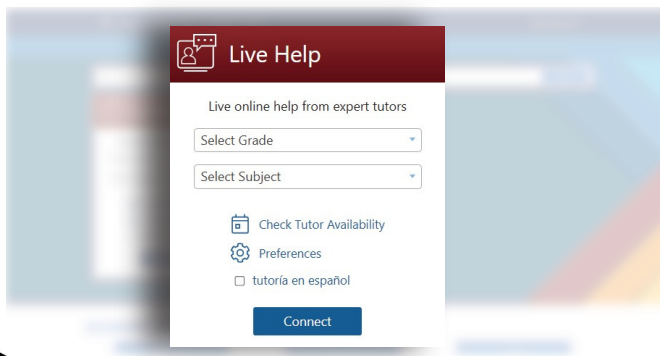 Live Help
Live online help from expert tutors
Select Grade
Select Subject
Check Tutor Availability
Preferences
tutoría en español
Connect